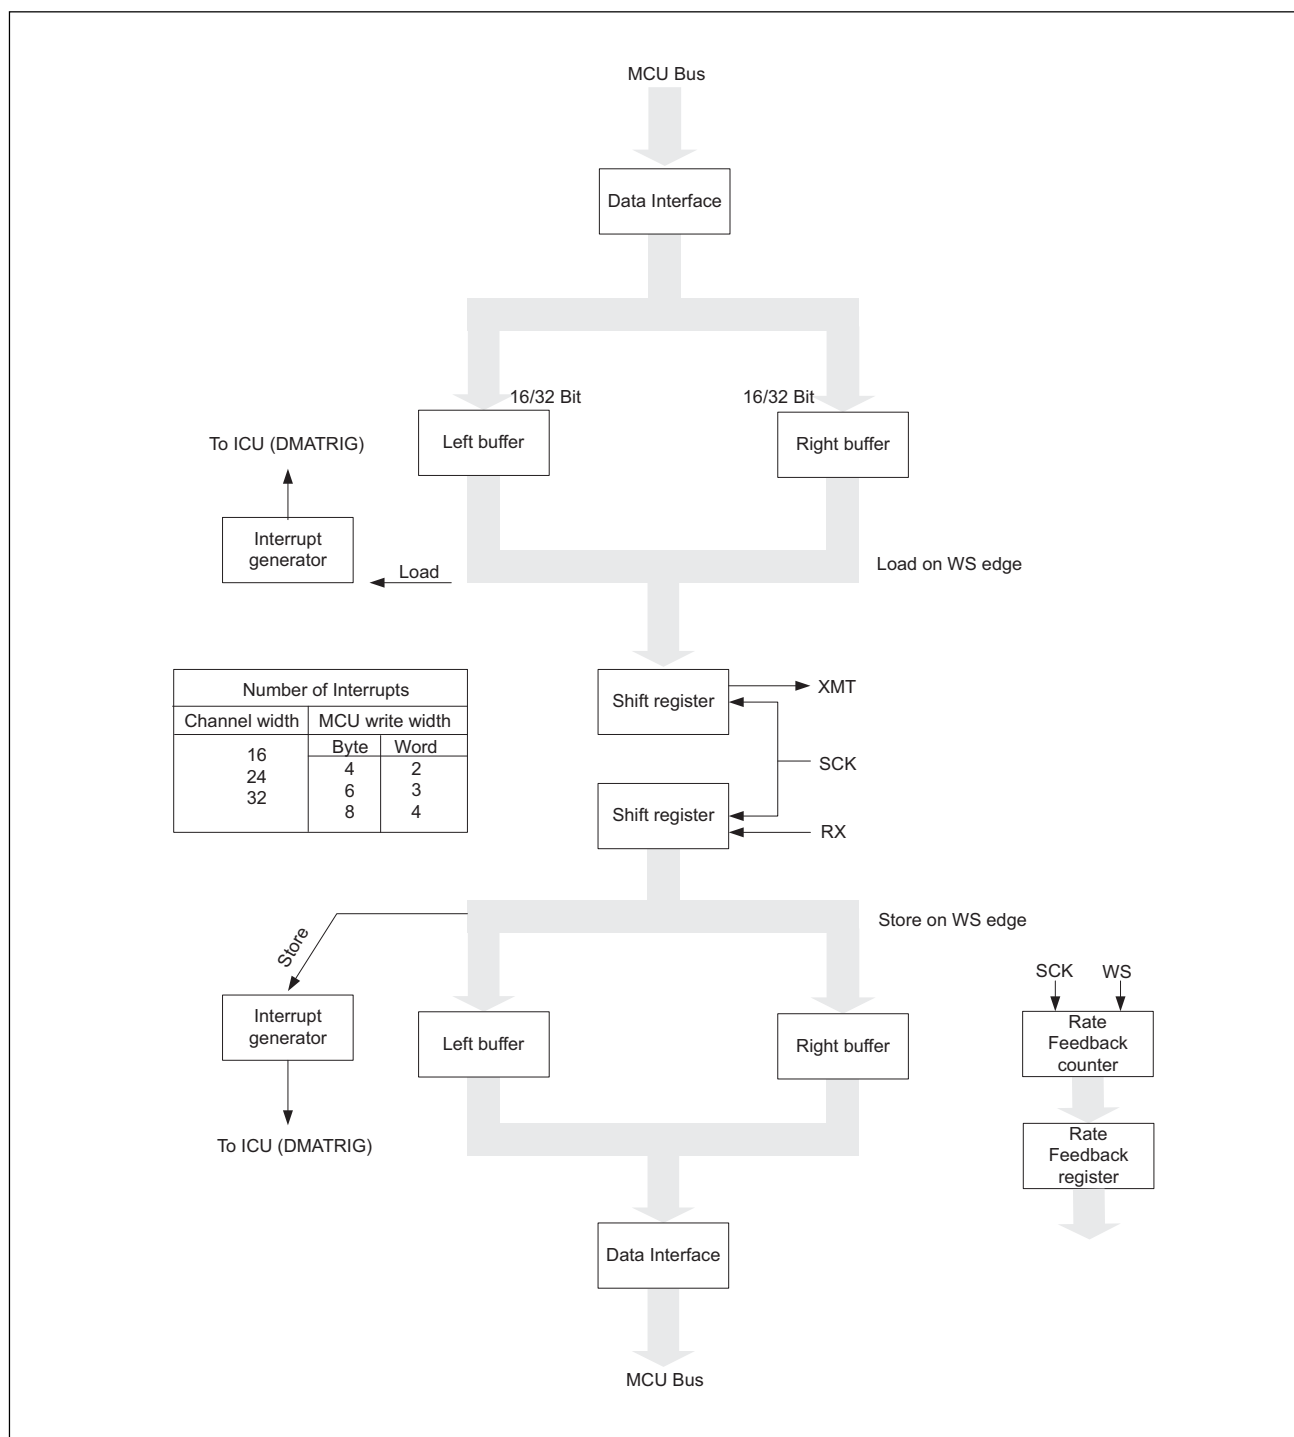 MCU Bus
Data Interface
16/32 Bit
16/32 Bit
Left buffer
Right buffer
To ICU (DMATRIG)
Interrupt
generator
Load
Load on WS edge
Shift register
XMT
Number of Interrupts
Channel width MCU write width
Byte Word
16
4 2
24
6 3
32
8 4
SCK
Shift register
RX
Store on WS edge
Store
Interrupt
generator
To ICU (DMATRIG)
Left buffer
Right buffer
SCK WS
Rate
Feedback
counter
Rate
Feedback
register
Data Interface
MCU Bus